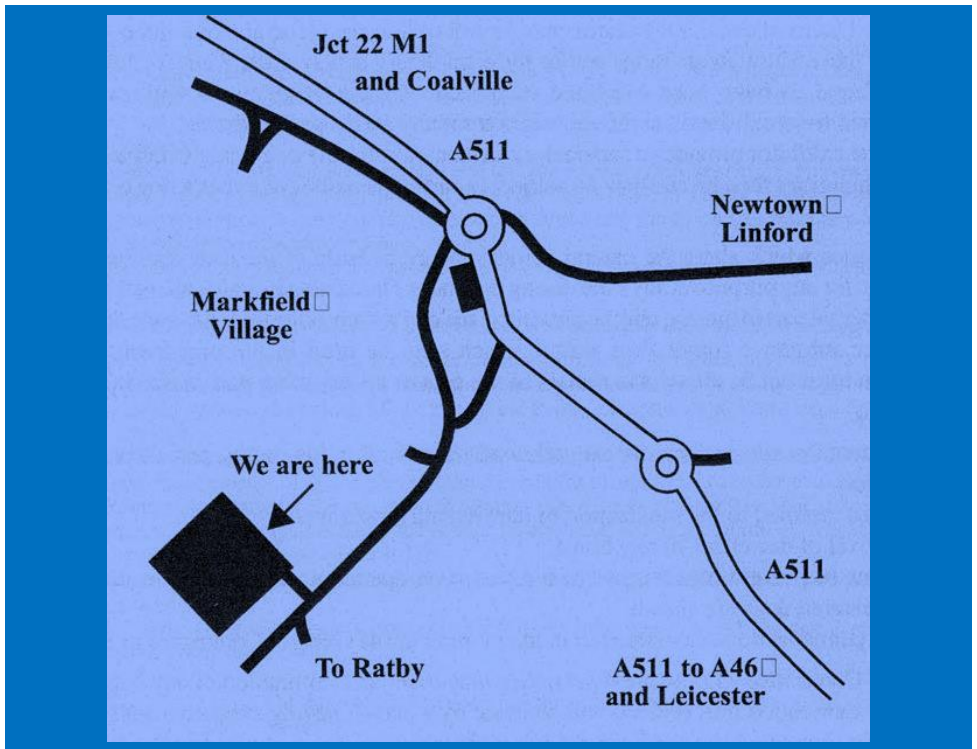 Jct 22 M1
and Coalville
A511
Newtown
Linford
Markfield
Village
We are here
A511
To Ratby
A511 to A46
and Leicester